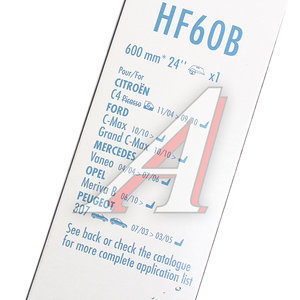 HF60B
600 mm* 24'' x1
Pour/For
CITROËN
C4 Picasso 11/04 > 09/10
FORD
C-Max 10/10 >
Grand C-Max 10/10 >
MERCEDES
Vaneo 04/04 > 07/06
OPEL
Meriva B 06/10 >
PEUGEOT
307 07/03 > 03/05
See back or check the catalogue
for more complete application list